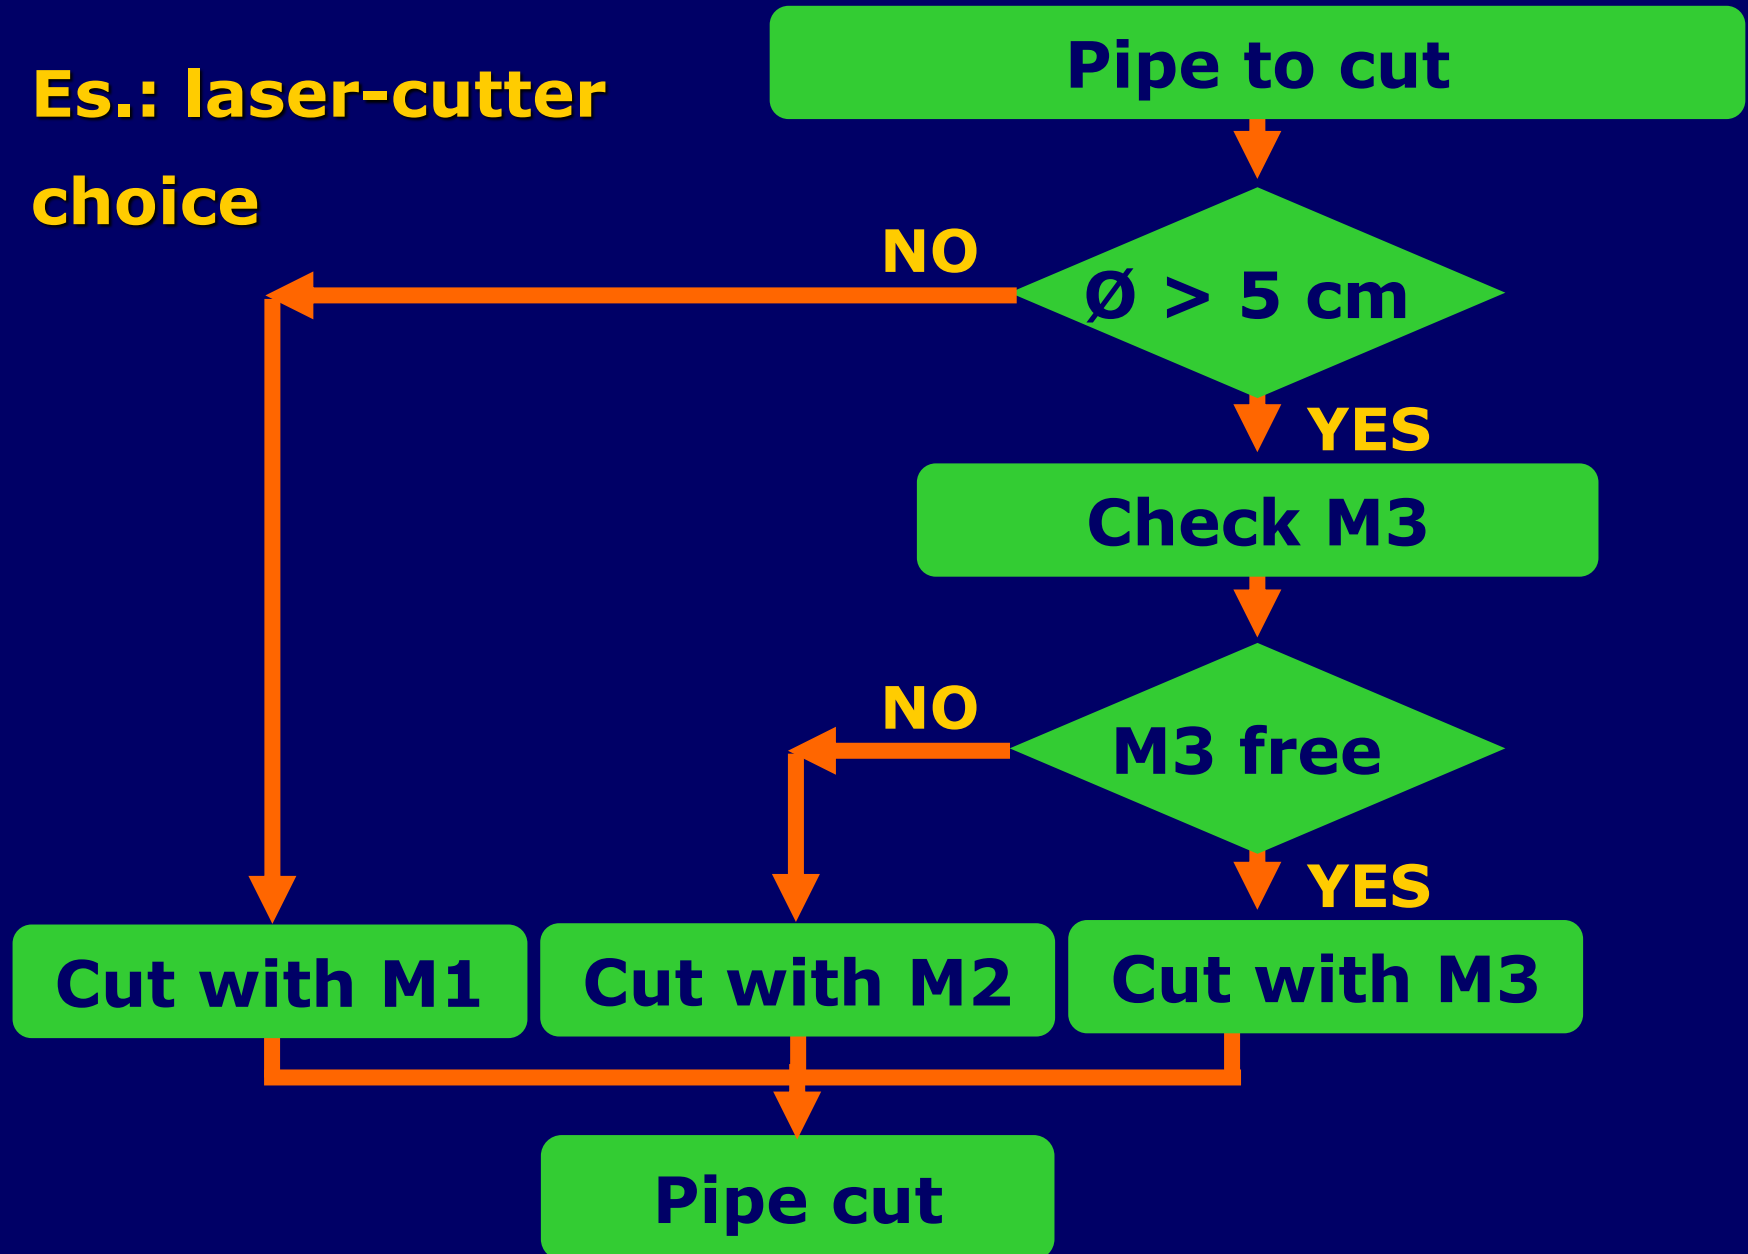 Es.: laser-cutter
choice
Pipe to cut
NO
Ø > 5 cm
YES
Check M3
NO
M3 free
YES
Cut with M1
Cut with M2
Cut with M3
Pipe cut